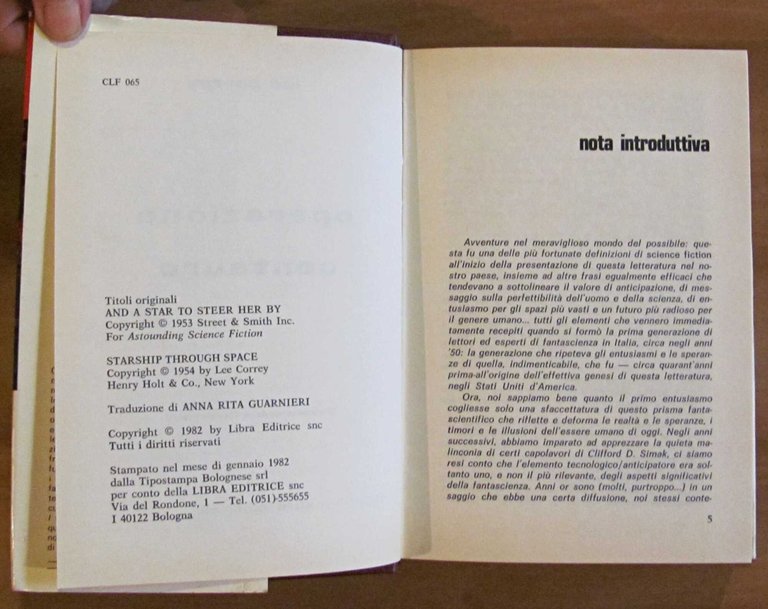 CLF 065
Titoli originali
AND A STAR TO STEER HER BY
Copyright © 1953 Street & Smith Inc.
For Astounding Science Fiction
STARSHIP THROUGH SPACE
Copyright © 1954 by Lee Correy
Henry Holt & Co., New York
Traduzione di ANNA RITA GUARNIERI
Copyright © 1982 by Libra Editrice snc
Tutti i diritti riservati
Stampato nel mese di gennaio 1982
dalla Tipostampa Bolognese srl
per conto della LIBRA EDITRICE snc
Via del Rondone, 1 — Tel. (051)-555655
I 40122 Bologna
nota introduttiva
Avventure nel meraviglioso mondo del possibile: que-
sta fu una delle più fortunate definizioni di science fiction
all'inizio della presentazione di questa letteratura nel no-
stro paese, insieme ad altre frasi egualmente efficaci che
tendevano a sottolineare il valore di anticipazione, di mes-
saggio sulla perfettibilità dell'uomo e della scienza, di en-
tusiasmo per gli spazi più vasti e un futuro più radioso per
il genere umano... tutti gli elementi che vennero immedia-
tamente recepiti quando si formò la prima generazione di
lettori ed esperti di fantascienza in Italia, circa negli anni
'50: la generazione che ripeteva gli entusiasmi e le speran-
ze di quella, indimenticabile, che fu — circa quarant'anni
prima-all'origine dell'effettiva genesi di questa letteratura,
negli Stati Uniti d'America.
Ora, noi sappiamo bene quanto il primo entusiasmo
cogliesse solo una sfaccettatura di questo prisma fanta-
scientifico che riflette e deforma le realtà e le speranze, i
timori e le illusioni dell'essere umano di oggi. Negli anni
successivi, abbiamo imparato ad apprezzare la quieta ma-
linconia di certi capolavori di Clifford D. Simak, ci siamo
resi conto che l'elemento tecnologico/anticipatore era sol-
tanto uno, e non il più rilevante, degli aspetti significativi
della fantascienza. Anni or sono (molti, purtroppo...) in un
saggio che ebbe una certa diffusione, noi stessi conte-
5